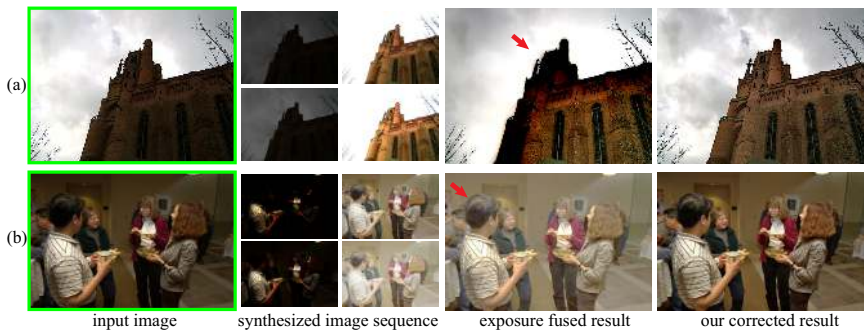 (a)
(b)
input image
synthesized image sequence
exposure fused result
our corrected result